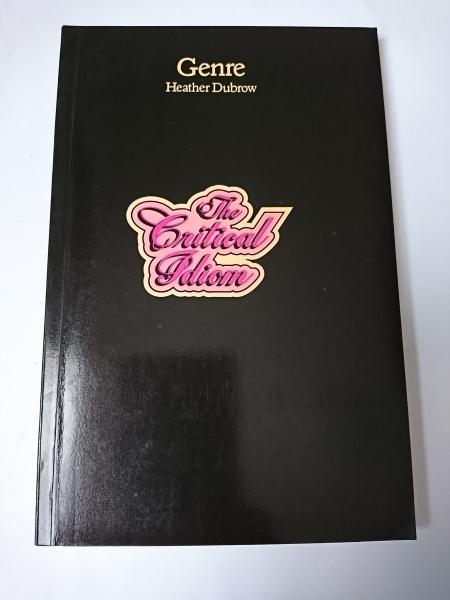 Genre
Heather Dubrow
The
Critical
Idiom